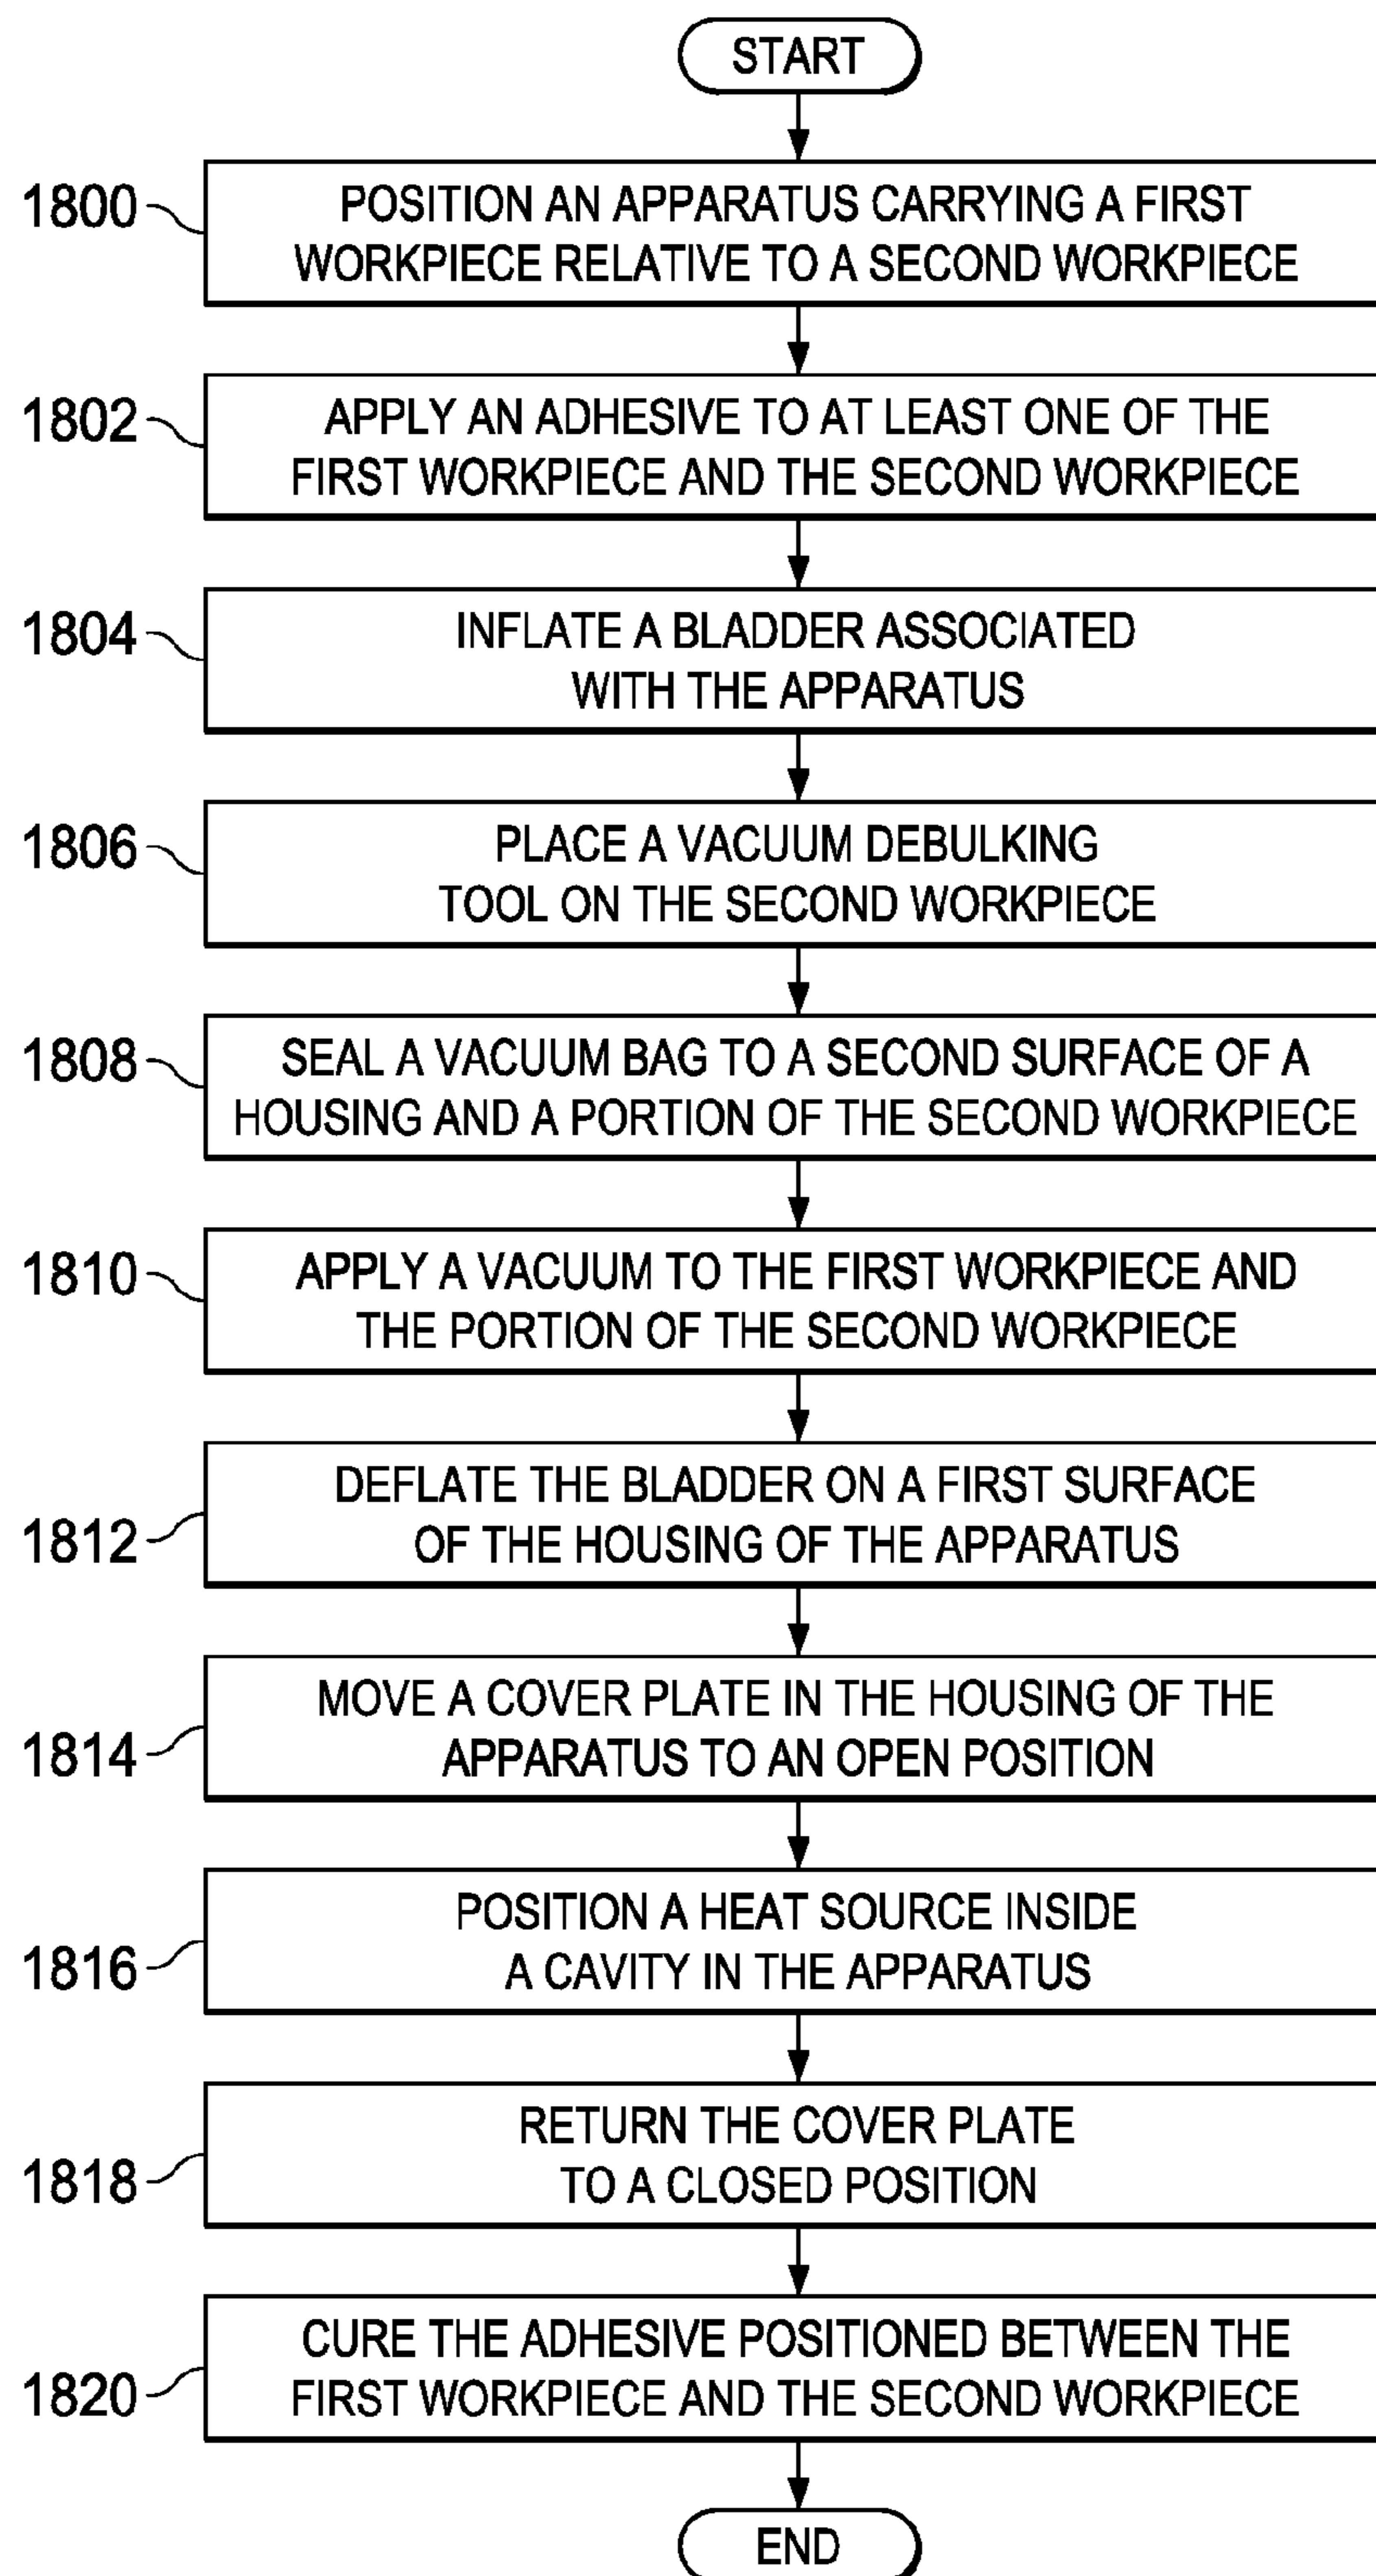 START
1800
POSITION AN APPARATUS CARRYING A FIRST
WORKPIECE RELATIVE TO A SECOND WORKPIECE
1802
APPLY AN ADHESIVE TO AT LEAST ONE OF THE
FIRST WORKPIECE AND THE SECOND WORKPIECE
1804
INFLATE A BLADDER ASSOCIATED
WITH THE APPARATUS
1806
PLACE A VACUUM DEBULKING
TOOL ON THE SECOND WORKPIECE
1808
SEAL A VACUUM BAG TO A SECOND SURFACE OF A
HOUSING AND A PORTION OF THE SECOND WORKPIECE
1810
APPLY A VACUUM TO THE FIRST WORKPIECE AND
THE PORTION OF THE SECOND WORKPIECE
1812
DEFLATE THE BLADDER ON A FIRST SURFACE
OF THE HOUSING OF THE APPARATUS
1814
MOVE A COVER PLATE IN THE HOUSING OF THE
APPARATUS TO AN OPEN POSITION
1816
POSITION A HEAT SOURCE INSIDE
A CAVITY IN THE APPARATUS
1818
RETURN THE COVER PLATE
TO A CLOSED POSITION
1820
CURE THE ADHESIVE POSITIONED BETWEEN THE
FIRST WORKPIECE AND THE SECOND WORKPIECE
END